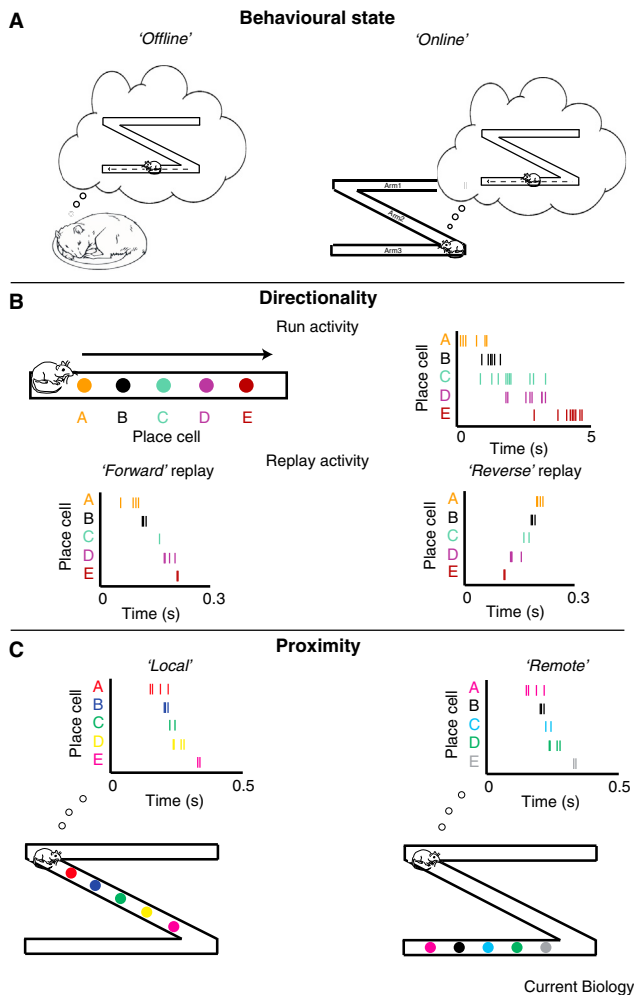 A
Behavioural state
'Offline'
'Online'
Arm1
Arm2
Arm3
B
Directionality
Run activity
A B C D E
Place cell
Place cell
A
B
C
D
E
0 5
Time (s)
Replay activity
'Forward' replay
Place cell
A
B
C
D
E
0 0.3
Time (s)
'Reverse' replay
Place cell
A
B
C
D
E
0 0.3
Time (s)
C
Proximity
'Local'
Place cell
A
B
C
D
E
0 0.5
Time (s)
'Remote'
Place cell
A
B
C
D
E
0 0.5
Time (s)
Current Biology